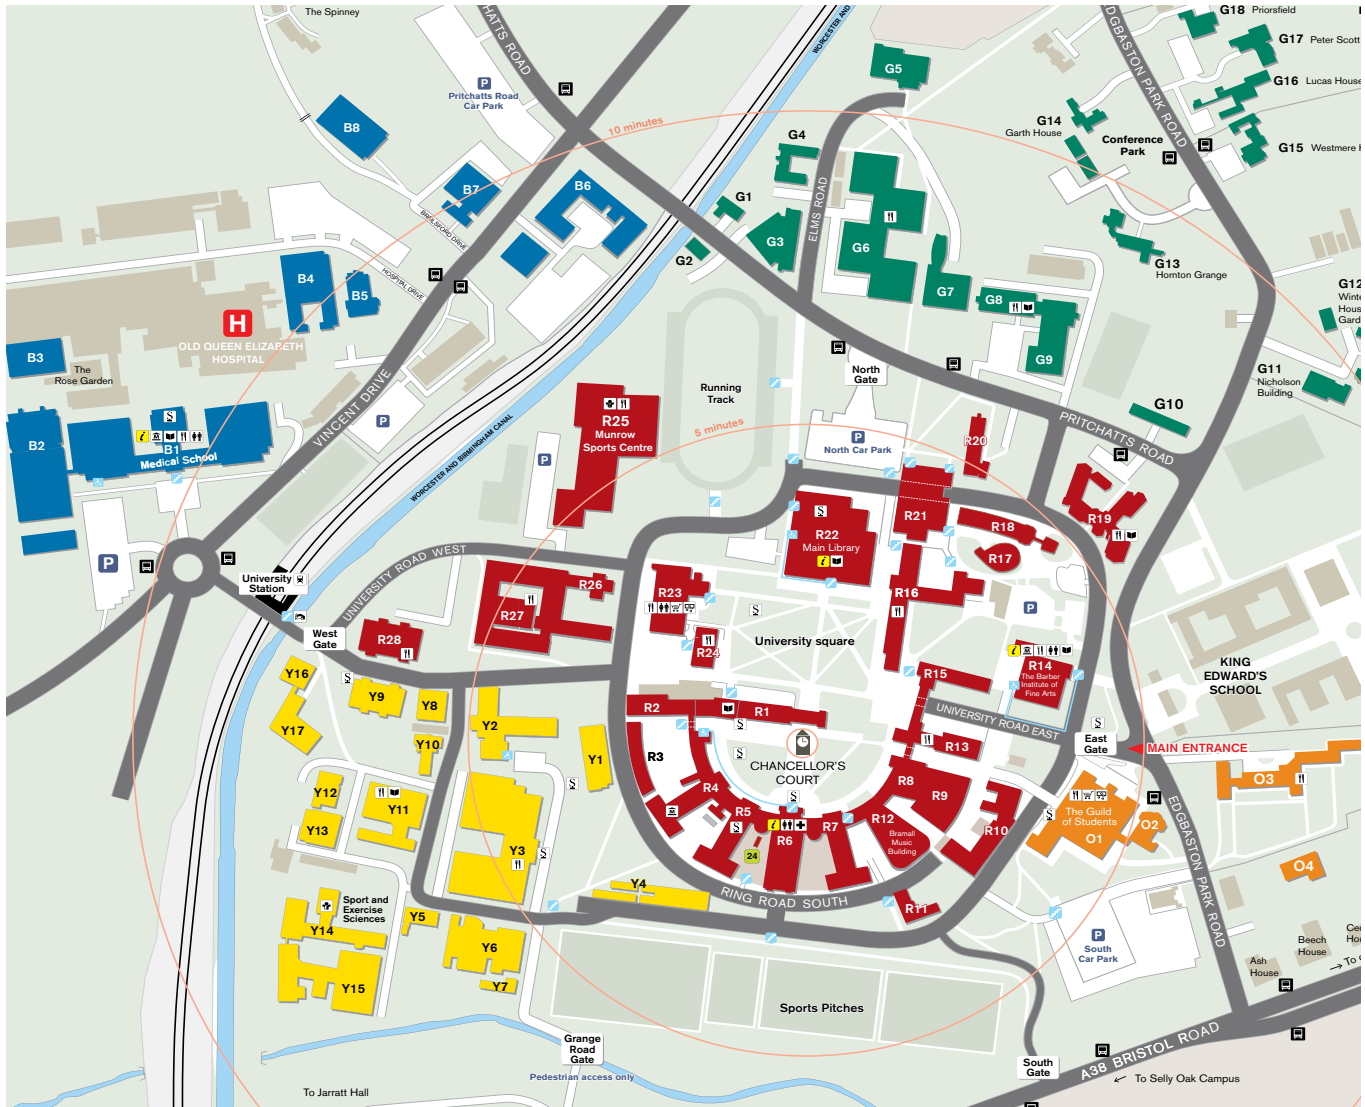 The Spinney
HATTS ROAD
WORCESTER AND
DGBASTON PARK ROAD
G18 Priorsfield
G17 Peter Scott
G16 Lucas House
G15 Westmere H
G14
Garth House
Conference
Park
P
Pritchatts Road
Car Park
10 minutes
G5
B8
G4
B7
B6
G1
G2
G3
ELMS ROAD
G6
G7
G8
G9
G13
Hornton Grange
G12
Winte
Hous
Garde
G11
Nicholson
Building
G10
HOSPITAL DRIVE
B4
B5
H
OLD QUEEN ELIZABETH
HOSPITAL
B3
The
Rose Garden
B2
B1
Medical School
VINCENT DRIVE
P
WORCESTER AND BIRMINGHAM CANAL
Running
Track
North
Gate
PRITCHATTS ROAD
5 minutes
R25
Munrow
Sports Centre
P
P
North Car Park
R20
R21
R22
Main Library
R18
R17
R19
P
University
Station
UNIVERSITY ROAD WEST
West
Gate
R28
R27
R26
R23
R24
University square
R16
P
R14
The Barber
Institute of
Fine Arts
R15
UNIVERSITY ROAD EAST
East
Gate
MAIN ENTRANCE
KING
EDWARD'S
SCHOOL
Y16
Y17
Y9
Y8
Y10
Y2
Y1
R2
R1
R3
R4
R5
R6
R7
R8
R9
R10
R11
R12
Bramall
Music
Building
R13
CHANCELLOR'S
COURT
24
RING ROAD SOUTH
The Guild
of Students
O1
O2
O3
O4
EDGBASTON PARK ROAD
Y12
Y13
Y11
Y3
Y4
Sport and
Exercise
Sciences
Y14
Y5
Y6
Y7
Y15
P
South
Car Park
Ash
House
Beech
House
Sports Pitches
Grange
Road
Gate
Pedestrian access only
To Jarratt Hall
South
Gate
A38 BRISTOL ROAD
To Selly Oak Campus